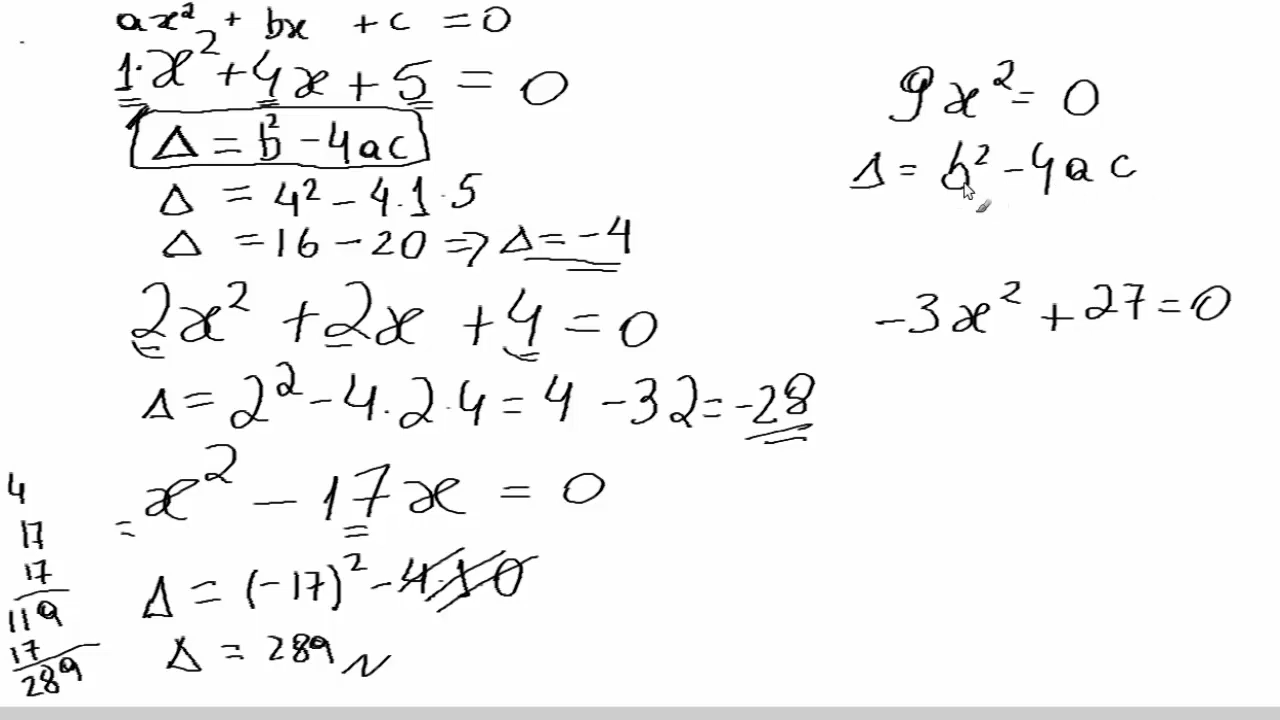 ax² + bx + c = 0
1·x² + 4x + 5 = 0
Δ = b² - 4ac
Δ = 4² - 4·1·5
Δ = 16 - 20 => Δ = -4
2x² + 2x + 4 = 0
Δ = 2² - 4·2·4 = 4 - 32 = -28
x² - 17x = 0
Δ = (-17)² - 4·1·0
Δ = 289
4
17
17
119
17
289
9x² = 0
Δ = b² - 4ac
-3x² + 27 = 0